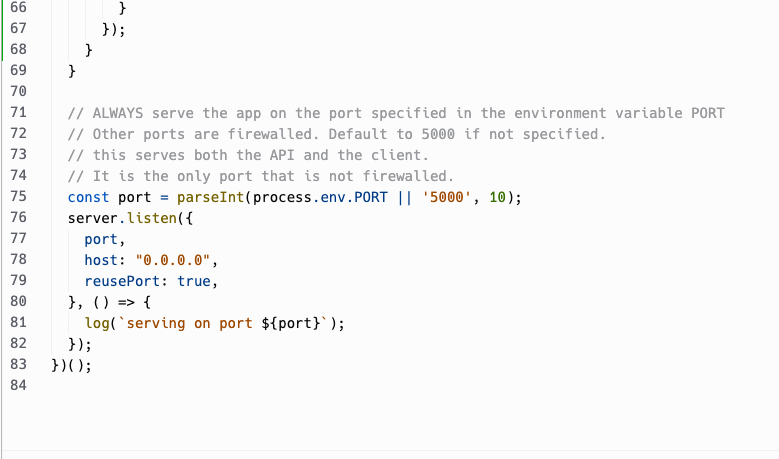 66 }
67 });
68 }
69 }
70
71 // ALWAYS serve the app on the port specified in the environment variable PORT
72 // Other ports are firewalled. Default to 5000 if not specified.
73 // this serves both the API and the client.
74 // It is the only port that is not firewalled.
75 const port = parseInt(process.env.PORT || '5000', 10);
76 server.listen({
77 port,
78 host: "0.0.0.0",
79 reusePort: true,
80 }, () => {
81 log(`serving on port ${port}`);
82 });
83 })();
84